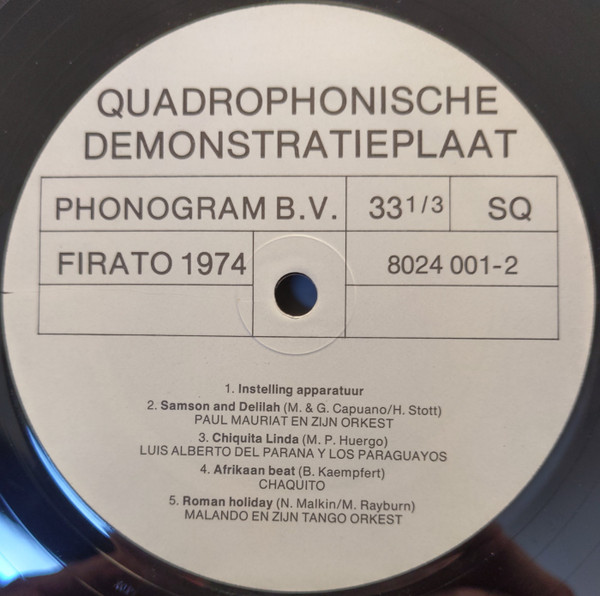 QUADROPHONISCHE
DEMONSTRATIEPLAAT
PHONOGRAM B.V. 33 1/3 SQ
FIRATO 1974 8024 001-2
1. Instelling apparatuur
2. Samson and Delilah (M. & G. Capuano/H. Stott)
PAUL MAURIAT EN ZIJN ORKEST
3. Chiquita Linda (M. P. Huergo)
LUIS ALBERTO DEL PARANA Y LOS PARAGUAYOS
4. Afrikaan beat (B. Kaempfert)
CHAQUITO
5. Roman holiday (N. Malkin/M. Rayburn)
MALANDO EN ZIJN TANGO ORKEST